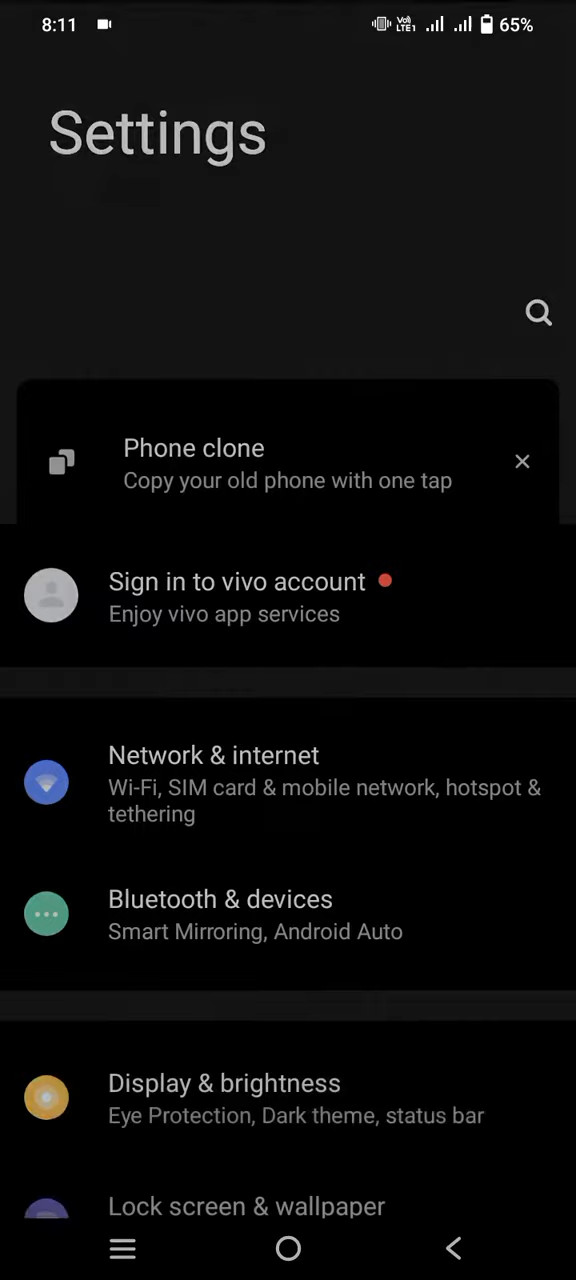 8:11
VoI) LTE1 65%
Settings
Phone clone
Copy your old phone with one tap
Sign in to vivo account
Enjoy vivo app services
Network & internet
Wi-Fi, SIM card & mobile network, hotspot &
tethering
Bluetooth & devices
Smart Mirroring, Android Auto
Display & brightness
Eye Protection, Dark theme, status bar
Lock screen & wallpaper